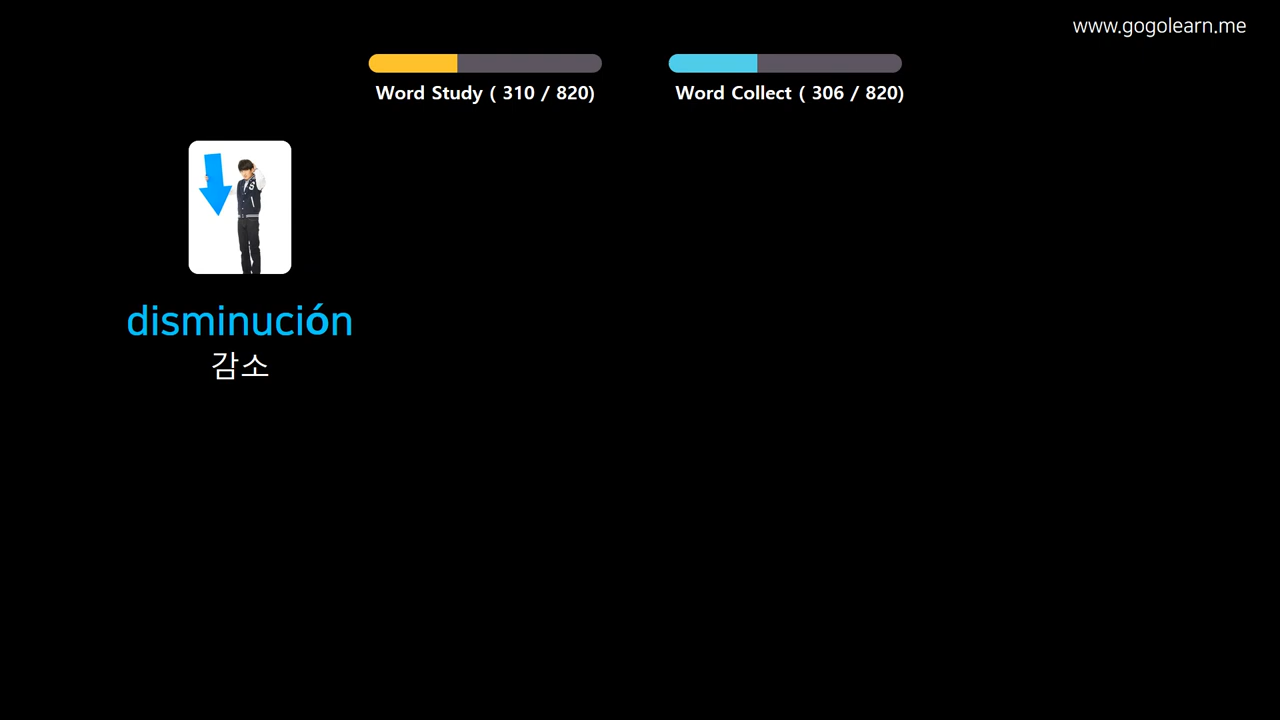 www.gogolearn.me
Word Study ( 310 / 820)
Word Collect ( 306 / 820)
disminución
감소